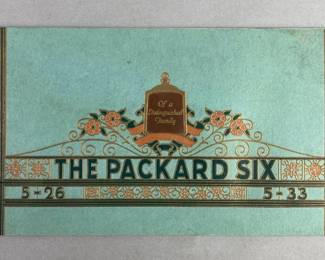 Of a
Distinguished
Family
THE PACKARD SIX
5-26 5-33